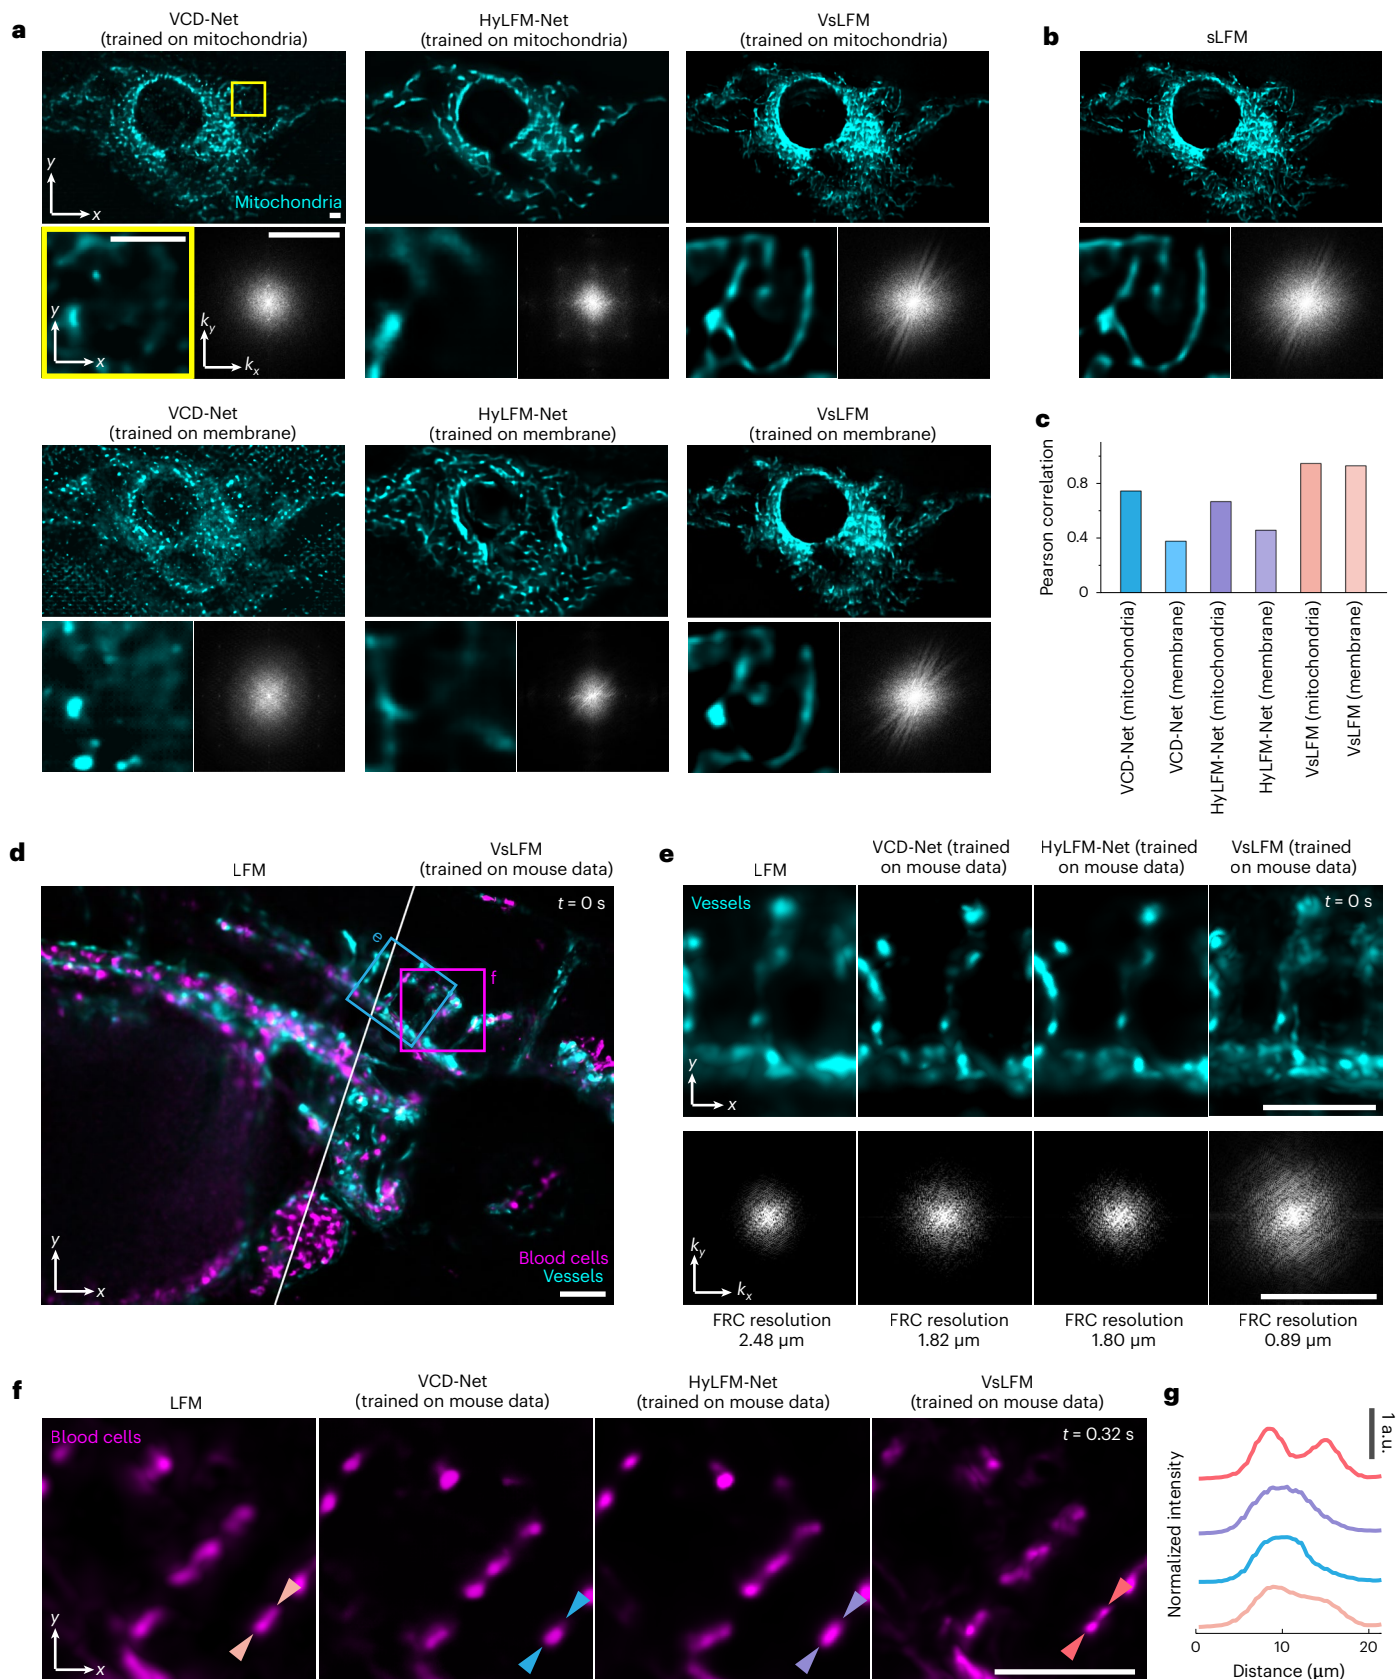 a
VCD-Net
(trained on mitochondria)
HyLFM-Net
(trained on mitochondria)
VsLFM
(trained on mitochondria)
b
sLFM
y
x
Mitochondria
y
x
k_y
k_x
VCD-Net
(trained on membrane)
HyLFM-Net
(trained on membrane)
VsLFM
(trained on membrane)
c
Pearson correlation
0.8
0.4
0
VCD-Net (mitochondria)
VCD-Net (membrane)
HyLFM-Net (mitochondria)
HyLFM-Net (membrane)
VsLFM (mitochondria)
VsLFM (membrane)
d
LFM
VsLFM
(trained on mouse data)
t = 0 s
e
f
y
x
Blood cells
Vessels
e
LFM
VCD-Net (trained
on mouse data)
HyLFM-Net (trained
on mouse data)
VsLFM (trained
on mouse data)
Vessels
t = 0 s
y
x
k_y
k_x
FRC resolution
2.48 µm
FRC resolution
1.82 µm
FRC resolution
1.80 µm
FRC resolution
0.89 µm
f
LFM
VCD-Net
(trained on mouse data)
HyLFM-Net
(trained on mouse data)
VsLFM
(trained on mouse data)
Blood cells
t = 0.32 s
y
x
g
1 a.u.
Normalized intensity
0
10
20
Distance (µm)